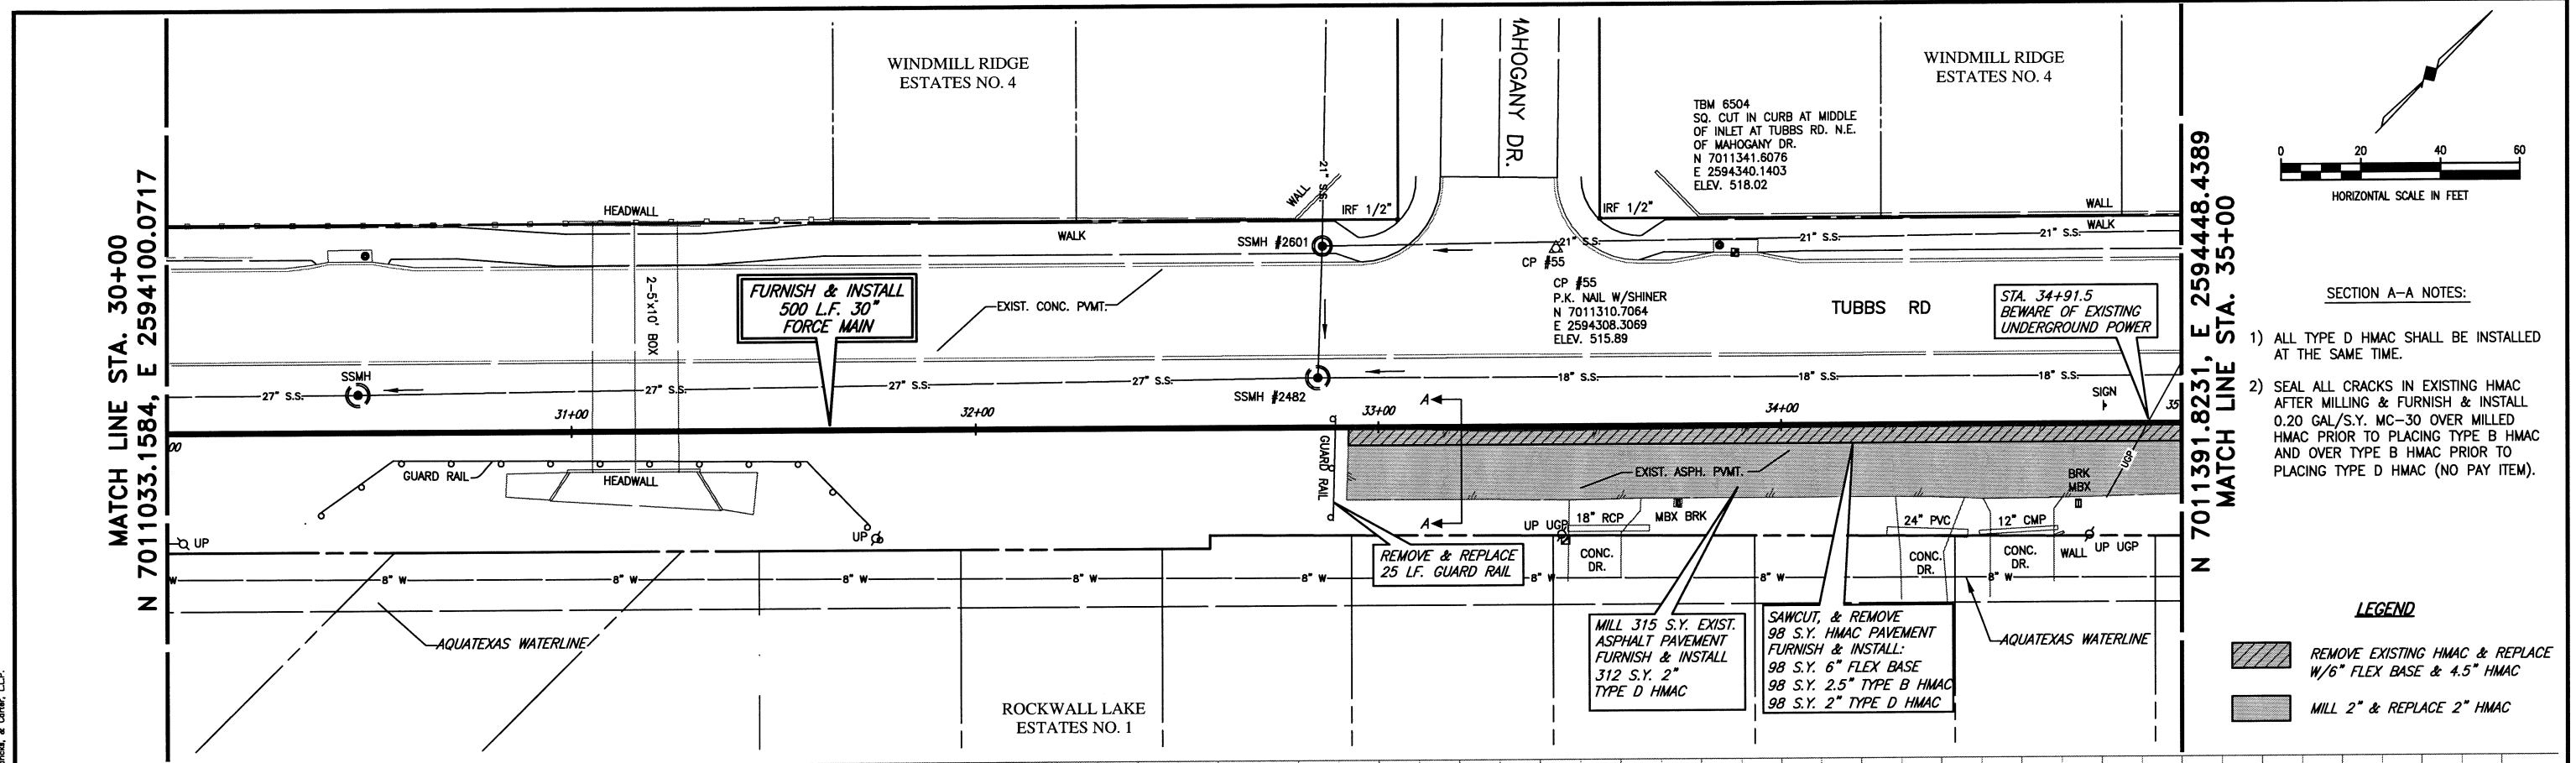 WINDMILL RIDGE
ESTATES NO. 4
MAHOGANY DR.
WINDMILL RIDGE
ESTATES NO. 4
TBM 6504
SQ. CUT IN CURB AT MIDDLE
OF INLET AT TUBBS RD. N.E.
OF MAHOGANY DR.
N 7011341.6076
E 2594340.1403
ELEV. 518.02
0 20 40 60
HORIZONTAL SCALE IN FEET
MATCH LINE STA. 30+00
N 7011033.1584, E 2594100.0717
HEADWALL
WALL
21" S.S.
IRF 1/2"
IRF 1/2"
WALL
WALK
WALK
SSMH #2601
21" S.S.
21" S.S.
21" S.S.
CP #55
2-5'x10' BOX
FURNISH & INSTALL
500 L.F. 30"
FORCE MAIN
EXIST. CONC. PVMT.
CP #55
P.K. NAIL W/SHINER
N 7011310.7064
E 2594308.3069
ELEV. 515.89
TUBBS RD
STA. 34+91.5
BEWARE OF EXISTING
UNDERGROUND POWER
SSMH
27" S.S.
27" S.S.
27" S.S.
27" S.S.
SSMH #2482
18" S.S.
18" S.S.
18" S.S.
SIGN
00
31+00
32+00
33+00
34+00
35
A
A
GUARD RAIL
HEADWALL
GUARD RAIL
EXIST. ASPH. PVMT.
BRK
MBX
UGP
UP
UP
UP UGP
18" RCP
MBX BRK
24" PVC
12" CMP
CONC.
DR.
CONC.
DR.
CONC.
DR.
WALL
UP UGP
REMOVE & REPLACE
25 LF. GUARD RAIL
W
8" W
8" W
8" W
8" W
8" W
8" W
8" W
8" W
AQUATEXAS WATERLINE
AQUATEXAS WATERLINE
MILL 315 S.Y. EXIST.
ASPHALT PAVEMENT
FURNISH & INSTALL
312 S.Y. 2"
TYPE D HMAC
SAWCUT, & REMOVE
98 S.Y. HMAC PAVEMENT
FURNISH & INSTALL:
98 S.Y. 6" FLEX BASE
98 S.Y. 2.5" TYPE B HMAC
98 S.Y. 2" TYPE D HMAC
ROCKWALL LAKE
ESTATES NO. 1
N 7011391.8231, E 2594448.4389
MATCH LINE STA. 35+00
SECTION A-A NOTES:
1) ALL TYPE D HMAC SHALL BE INSTALLED
AT THE SAME TIME.
2) SEAL ALL CRACKS IN EXISTING HMAC
AFTER MILLING & FURNISH & INSTALL
0.20 GAL/S.Y. MC-30 OVER MILLED
HMAC PRIOR TO PLACING TYPE B HMAC
AND OVER TYPE B HMAC PRIOR TO
PLACING TYPE D HMAC (NO PAY ITEM).
LEGEND
REMOVE EXISTING HMAC & REPLACE
W/6" FLEX BASE & 4.5" HMAC
MILL 2" & REPLACE 2" HMAC
& Carter, L.L.P.